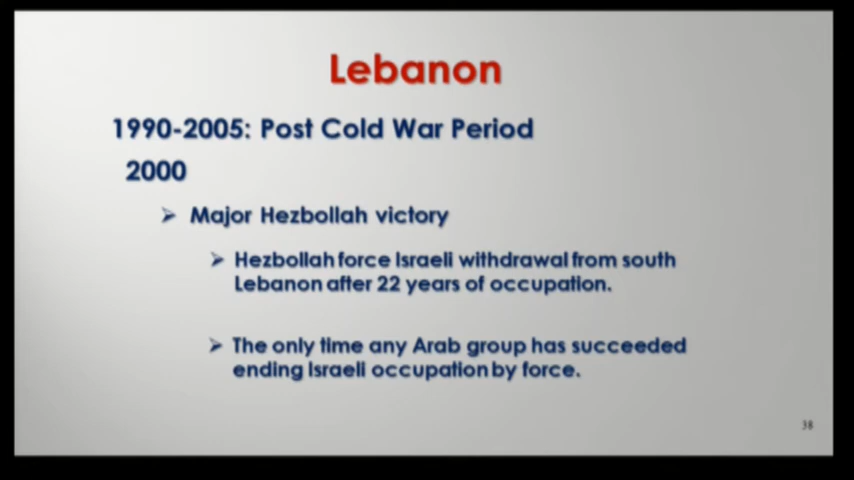 Lebanon
1990-2005: Post Cold War Period
2000
Major Hezbollah victory
Hezbollah force Israeli withdrawal from south
Lebanon after 22 years of occupation.
The only time any Arab group has succeeded
ending Israeli occupation by force.
38